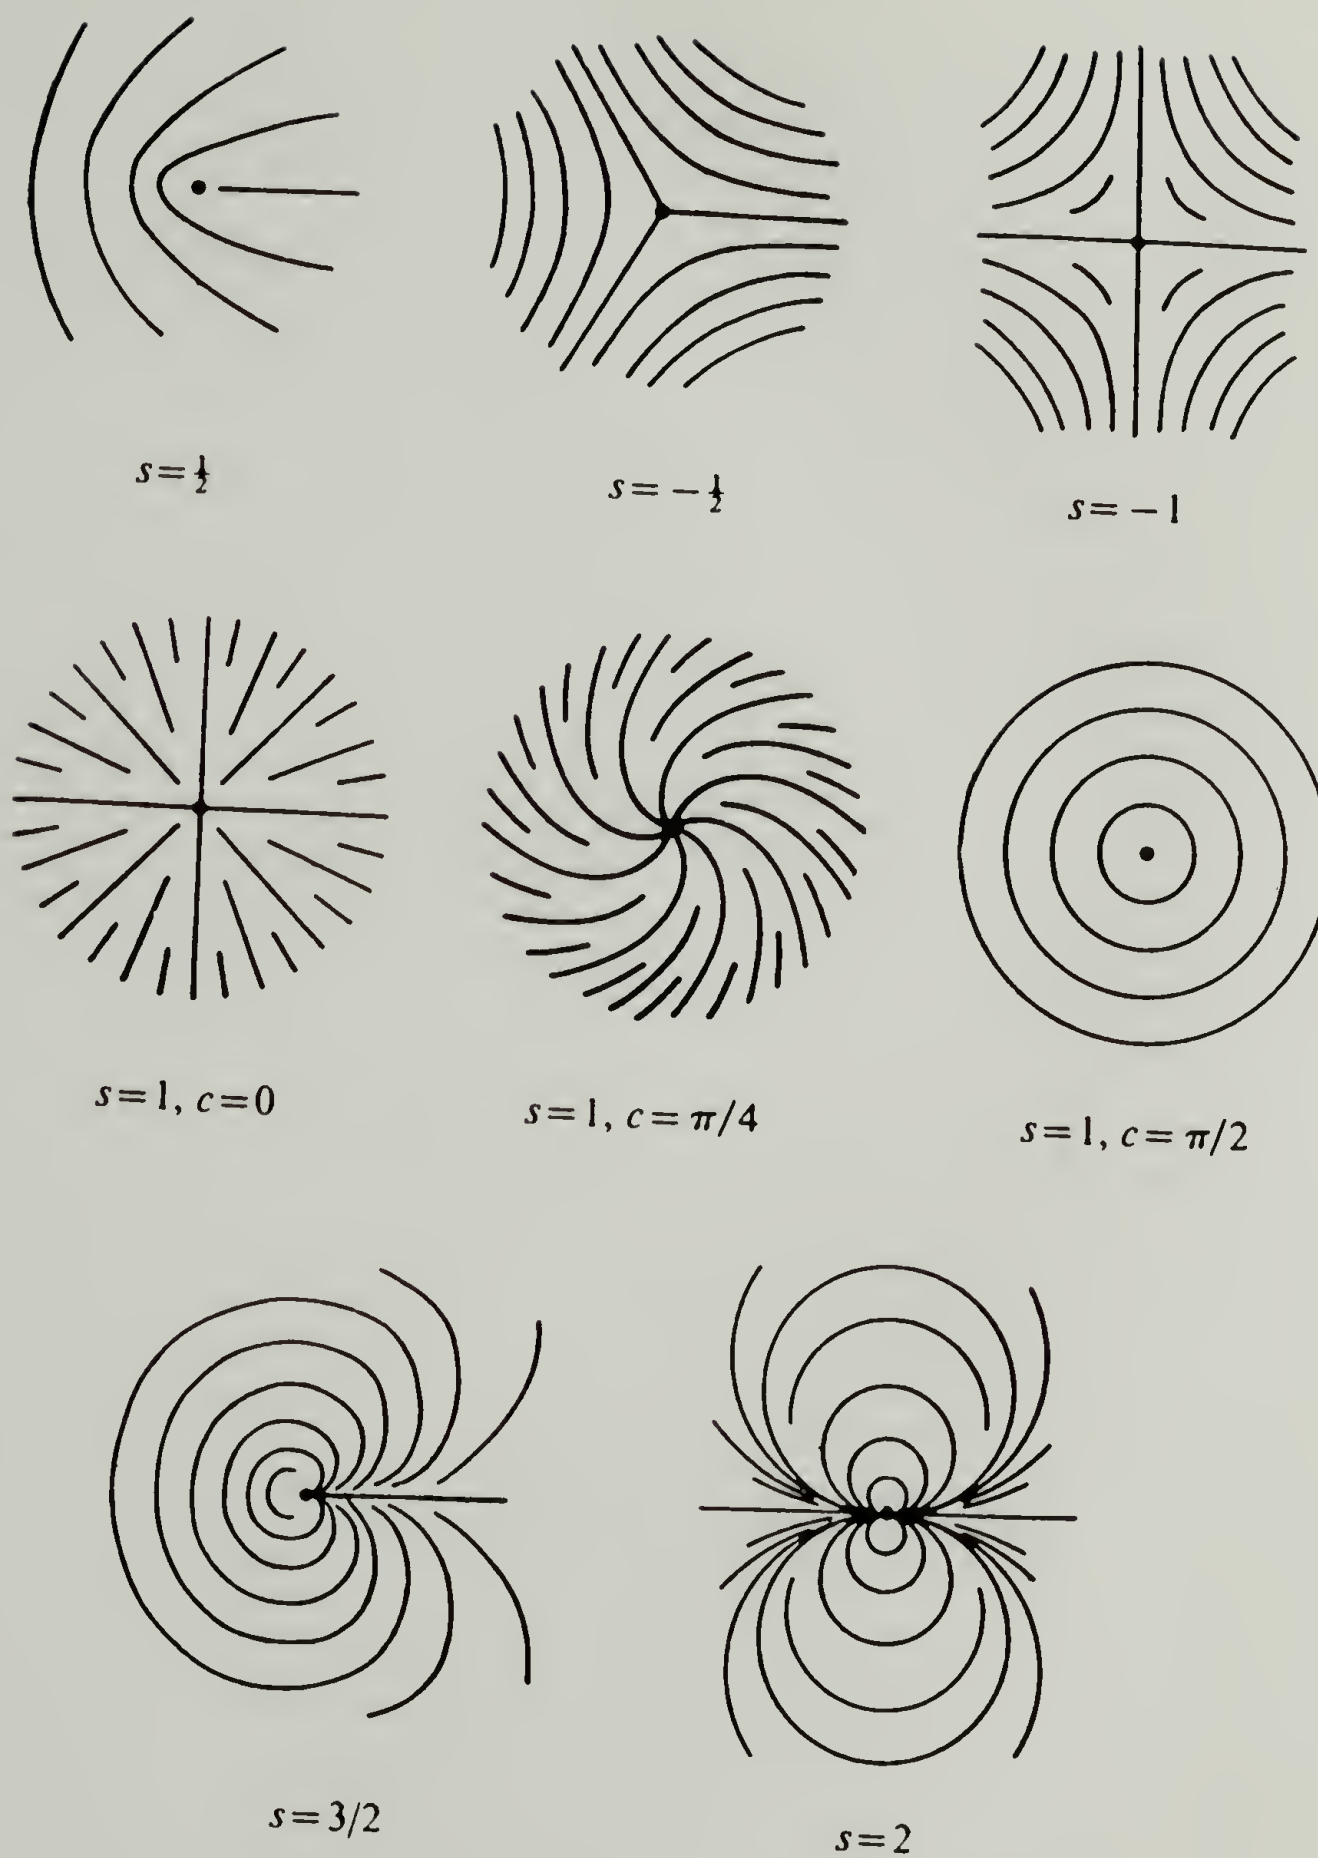 s=½
s=−½
s=−1
s=1, c=0
s=1, c=π/4
s=1, c=π/2
s=3/2
s=2